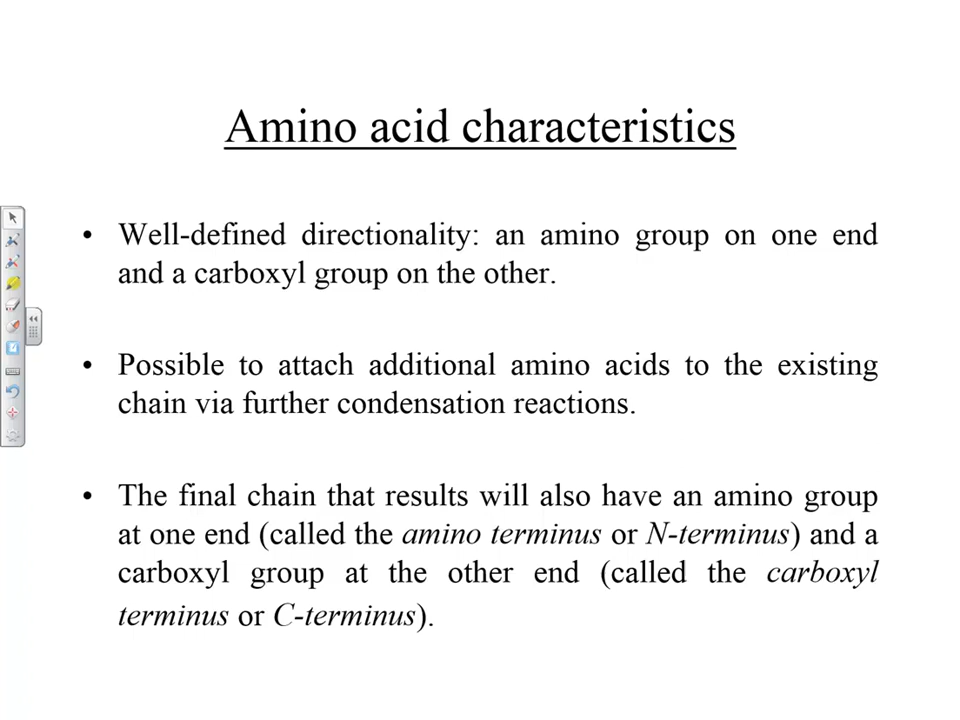 Amino acid characteristics
• Well-defined directionality: an amino group on one end
and a carboxyl group on the other.
• Possible to attach additional amino acids to the existing
chain via further condensation reactions.
• The final chain that results will also have an amino group
at one end (called the amino terminus or N-terminus) and a
carboxyl group at the other end (called the carboxyl
terminus or C-terminus).